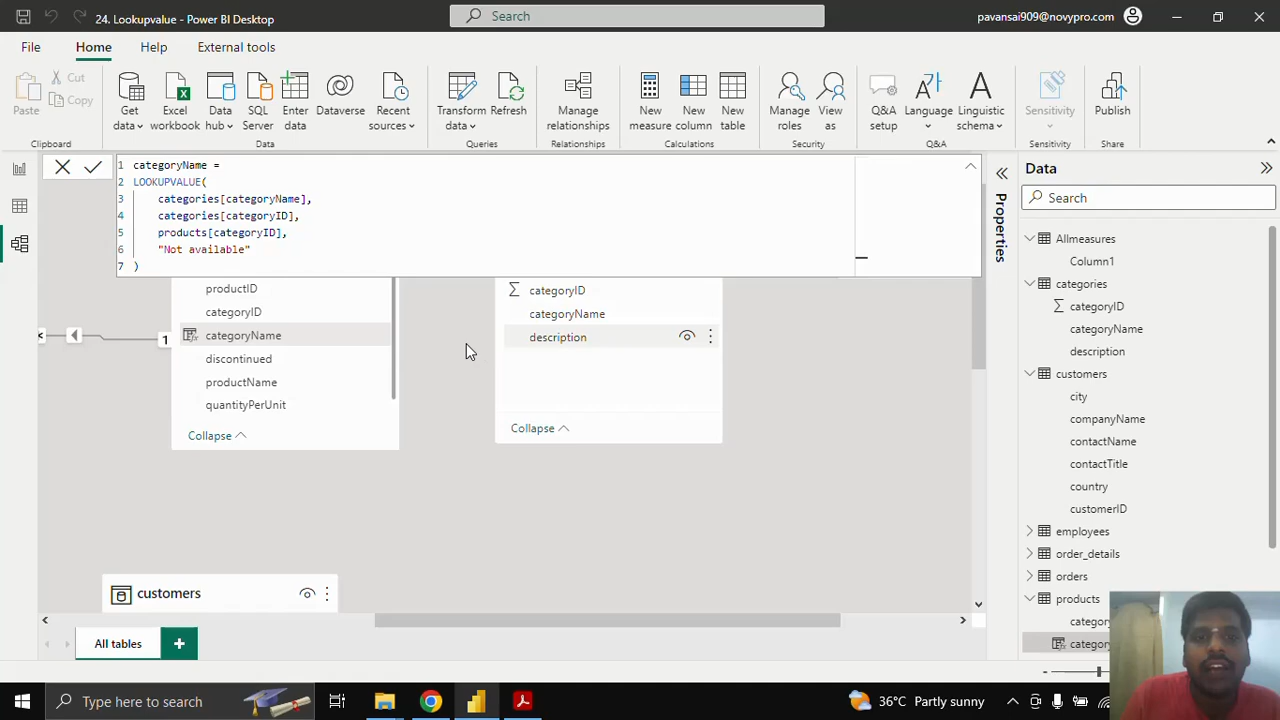 24. Lookupvalue - Power BI Desktop
Search
pavansai909@novypro.com
File Home Help External tools
Paste
Cut
Copy
Get data
Excel workbook
Data hub
SQL Server
Enter data
Dataverse
Recent sources
Transform data
Refresh
Manage relationships
New measure
New column
New table
Manage roles
View as
Q&A setup
Language
Linguistic schema
Sensitivity
Publish
Clipboard Data Queries Relationships Calculations Security Q&A Sensitivity Share
1 categoryName =
2 LOOKUPVALUE(
3 categories[categoryName],
4 categories[categoryID],
5 products[categoryID],
6 "Not available"
7 )
productID
categoryID
categoryName
discontinued
productName
quantityPerUnit
Collapse
1
categoryID
categoryName
description
Collapse
customers
All tables
Properties
Data
Search
Allmeasures
Column1
categories
categoryID
categoryName
description
customers
city
companyName
contactName
contactTitle
country
customerID
employees
order_details
orders
products
Type here to search
36°C Partly sunny